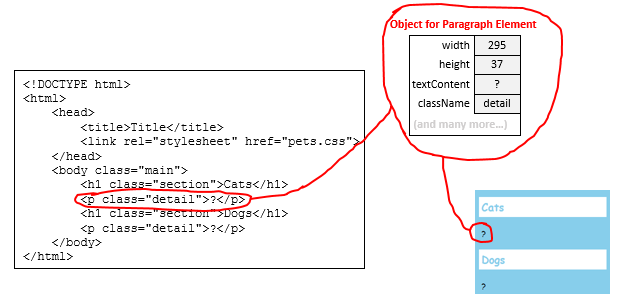 Object for Paragraph Element
width 295
height 37
textContent ?
className detail
(and many more...)
<!DOCTYPE html>
<html>
<head>
<title>Title</title>
<link rel="stylesheet" href="pets.css">
</head>
<body class="main">
<h1 class="section">Cats</h1>
<p class="detail">?</p>
<h1 class="section">Dogs</h1>
<p class="detail">?</p>
</body>
</html>
Cats
?
Dogs
?